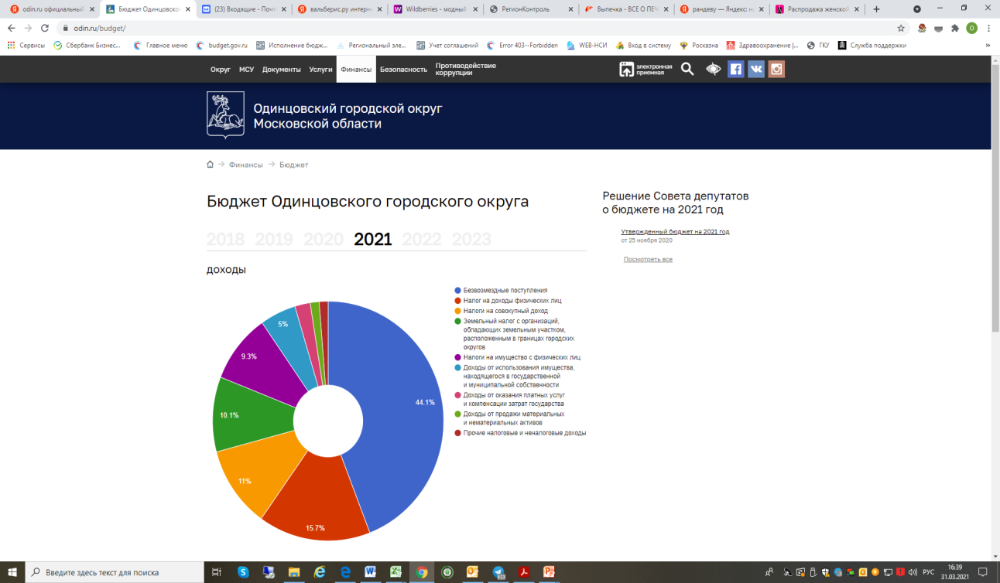 odin.ru официальный
Бюджет Одинцовског
(23) Входящие - Почт
вальберис.ру интерн
Wildberries - модный
РегионКонтроль
Выпечка - ВСЕ О ПЕЧ
рандеву — Яндекс: н
Распродажа женской
odin.ru/budget/
Сервисы
Сбербанк Бизнес...
Главное меню
budget.gov.ru
Исполнение бюдж...
Региональный эле...
Учет соглашений
Error 403--Forbidden
WEB-НСИ
Вход в систему
Росказна
Здравоохранение |...
ГКУ
Служба поддержки
»
Округ МСУ Документы Услуги Финансы Безопасность Противодействие
коррупции
электронная
приемная
Одинцовский городской округ
Московской области
Финансы → Бюджет
Бюджет Одинцовского городского округа
2018 2019 2020 2021 2022 2023
доходы
Решение Совета депутатов
о бюджете на 2021 год
Утвержденный бюджет на 2021 год
от 25 ноября 2020
Посмотреть все
44.1%
15.7%
11%
10.1%
9.3%
5%
Безвозмездные поступления
Налог на доходы физических лиц
Налоги на совокупный доход
Земельный налог с организаций,
обладающих земельным участком,
расположенным в границах городских
округов
Налоги на имущество с физических лиц
Доходы от использования имущества,
находящегося в государственной
и муниципальной собственности
Доходы от оказания платных услуг
и компенсации затрат государства
Доходы от продажи материальных
и нематериальных активов
Прочие налоговые и неналоговые доходы
Введите здесь текст для поиска
РУС
16:39
31.03.2021